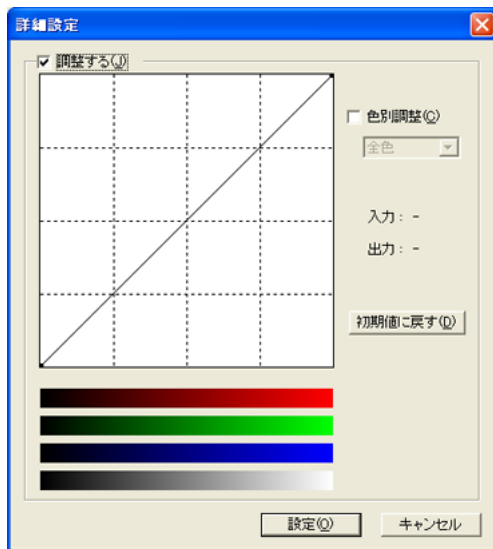 詳細設定
調整する(J)
色別調整(C)
全色
入力： -
出力： -
初期値に戻す(D)
設定(O)
キャンセル